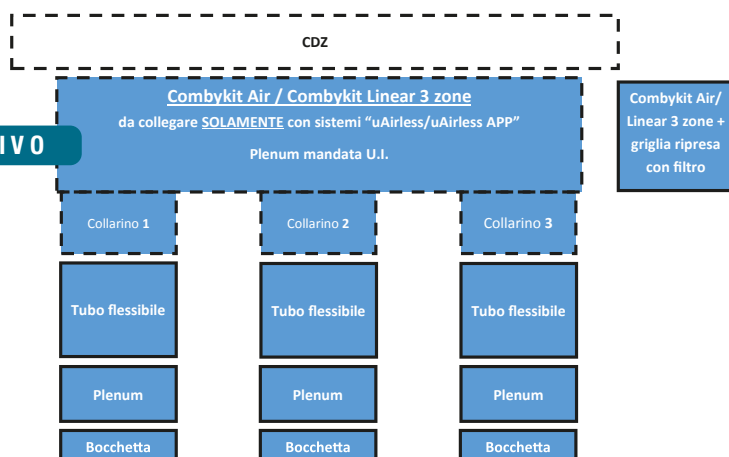 CDZ
Combykit Air / Combykit Linear 3 zone
da collegare SOLAMENTE con sistemi “uAirless/uAirless APP”
Plenum mandata U.I.
IVO
Combykit Air/
Linear 3 zone +
griglia ripresa
con filtro
Collarino 1
Collarino 2
Collarino 3
Tubo flessibile
Tubo flessibile
Tubo flessibile
Plenum
Plenum
Plenum
Bocchetta
Bocchetta
Bocchetta